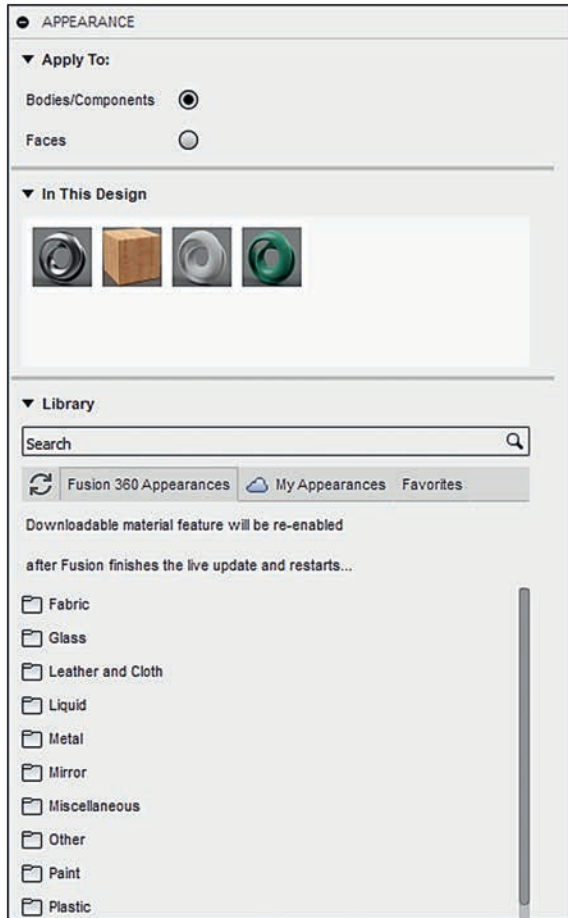 APPEARANCE
Apply To:
Bodies/Components
Faces
In This Design
Library
Search
Fusion 360 Appearances My Appearances Favorites
Downloadable material feature will be re-enabled
after Fusion finishes the live update and restarts...
Fabric
Glass
Leather and Cloth
Liquid
Metal
Mirror
Miscellaneous
Other
Paint
Plastic